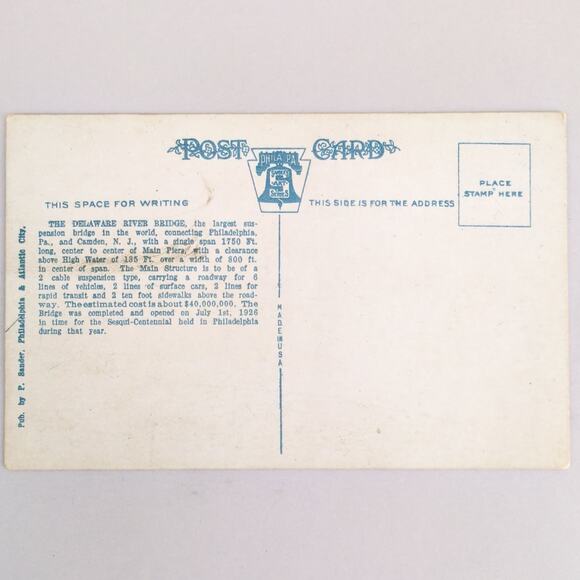 POST CARD
PHILA. PA.
PLACE
STAMP HERE
THIS SPACE FOR WRITING
THIS SIDE IS FOR THE ADDRESS
THE DELAWARE RIVER BRIDGE, the largest sus-
pension bridge in the world, connecting Philadelphia,
Pa., and Camden, N. J., with a single span 1750 Ft.
long, center to center of Main Piers, with a clearance
above High Water of 135 Ft. over a width of 800 ft.
in center of span. The Main Structure is to be of a
2 cable suspension type, carrying a roadway for 6
lines of vehicles, 2 lines of surface cars, 2 lines for
rapid transit and 2 ten foot sidewalks above the road-
way. The estimated cost is about $40,000,000. The
Bridge was completed and opened on July 1st, 1926
in time for the Sesqui-Centennial held in Philadelphia
during that year.
MADE IN USA
Pub. by P. Sander, Philadelphia & Atlantic City.